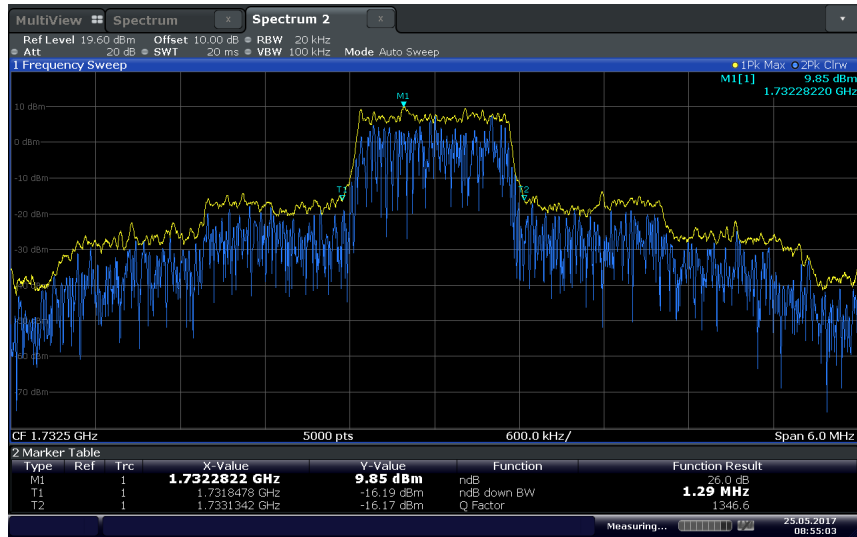 MultiView Spectrum x Spectrum 2 x
Ref Level 19.60 dBm Offset 10.00 dB RBW 20 kHz
Att 20 dB SWT 20 ms VBW 100 kHz Mode Auto Sweep
1 Frequency Sweep 1Pk Max 2Pk Clrw
M1[1] 9.85 dBm
1.73228220 GHz
M1
10 dBm
0 dBm
-10 dBm
T1 T2
-20 dBm
-30 dBm
-70 dBm
CF 1.7325 GHz 5000 pts 600.0 kHz/ Span 6.0 MHz
2 Marker Table
Type Ref Trc X-Value Y-Value Function Function Result
M1 1 1.7322822 GHz 9.85 dBm ndB 26.0 dB
T1 1 1.7318478 GHz -16.19 dBm ndB down BW 1.29 MHz
T2 1 1.7331342 GHz -16.17 dBm Q Factor 1346.6
Measuring... 25.05.2017
08:55:03